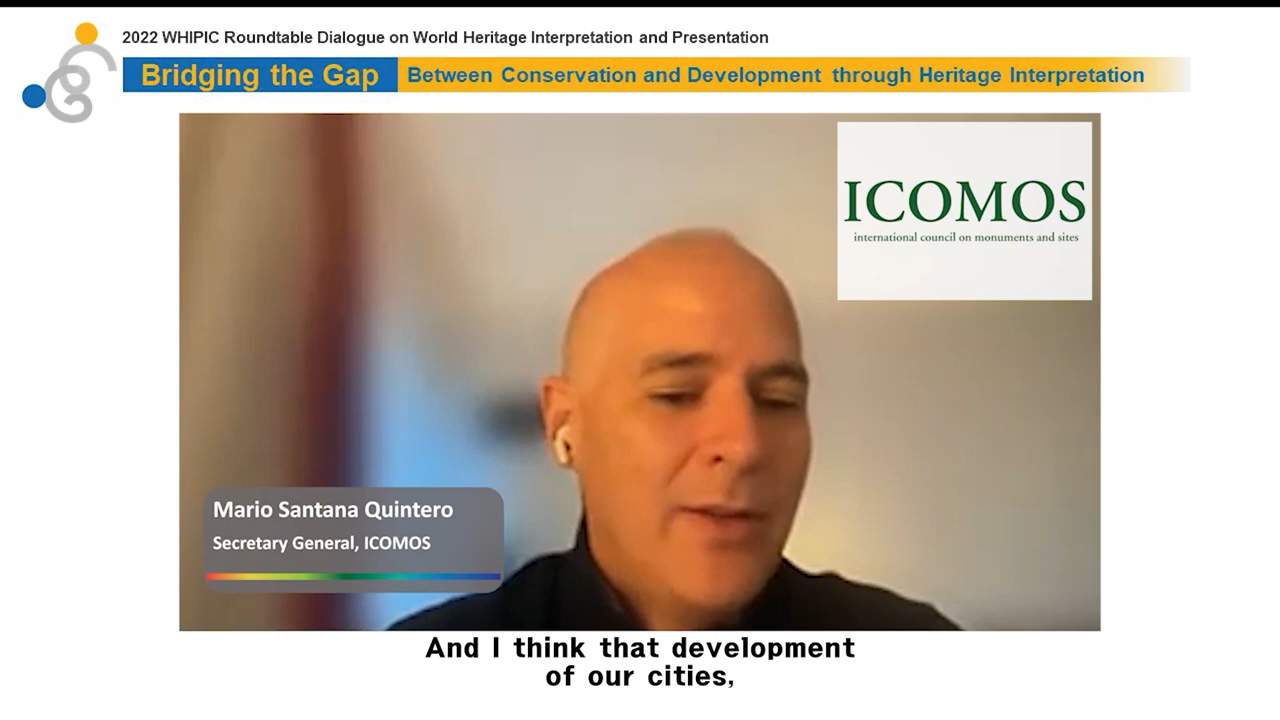 2022 WHIPIC Roundtable Dialogue on World Heritage Interpretation and Presentation
Bridging the Gap Between Conservation and Development through Heritage Interpretation
ICOMOS
international council on monuments and sites
Mario Santana Quintero
Secretary General, ICOMOS
And I think that development
of our cities,